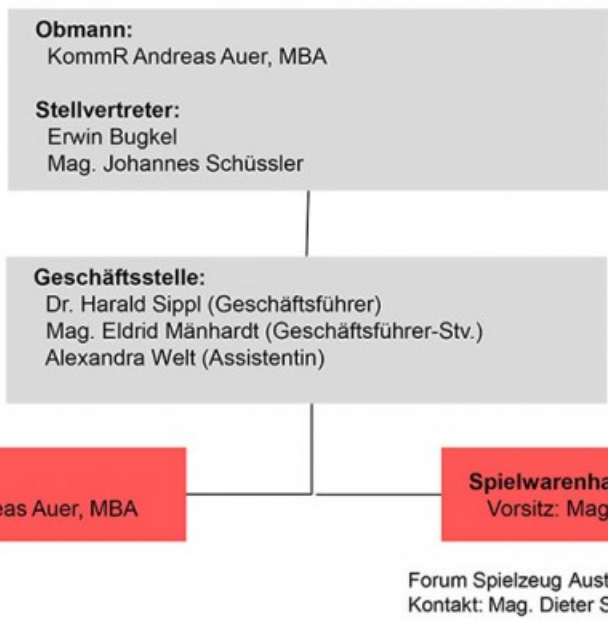 Obmann:
KommR Andreas Auer, MBA
Stellvertreter:
Erwin Bugkel
Mag. Johannes Schüssler
Geschäftsstelle:
Dr. Harald Sippl (Geschäftsführer)
Mag. Eldrid Mänhardt (Geschäftsführer-Stv.)
Alexandra Welt (Assistentin)
Auer, MBA
Vorsitz: Mag
Forum Spielzeug
Kontakt: Mag. Dieter